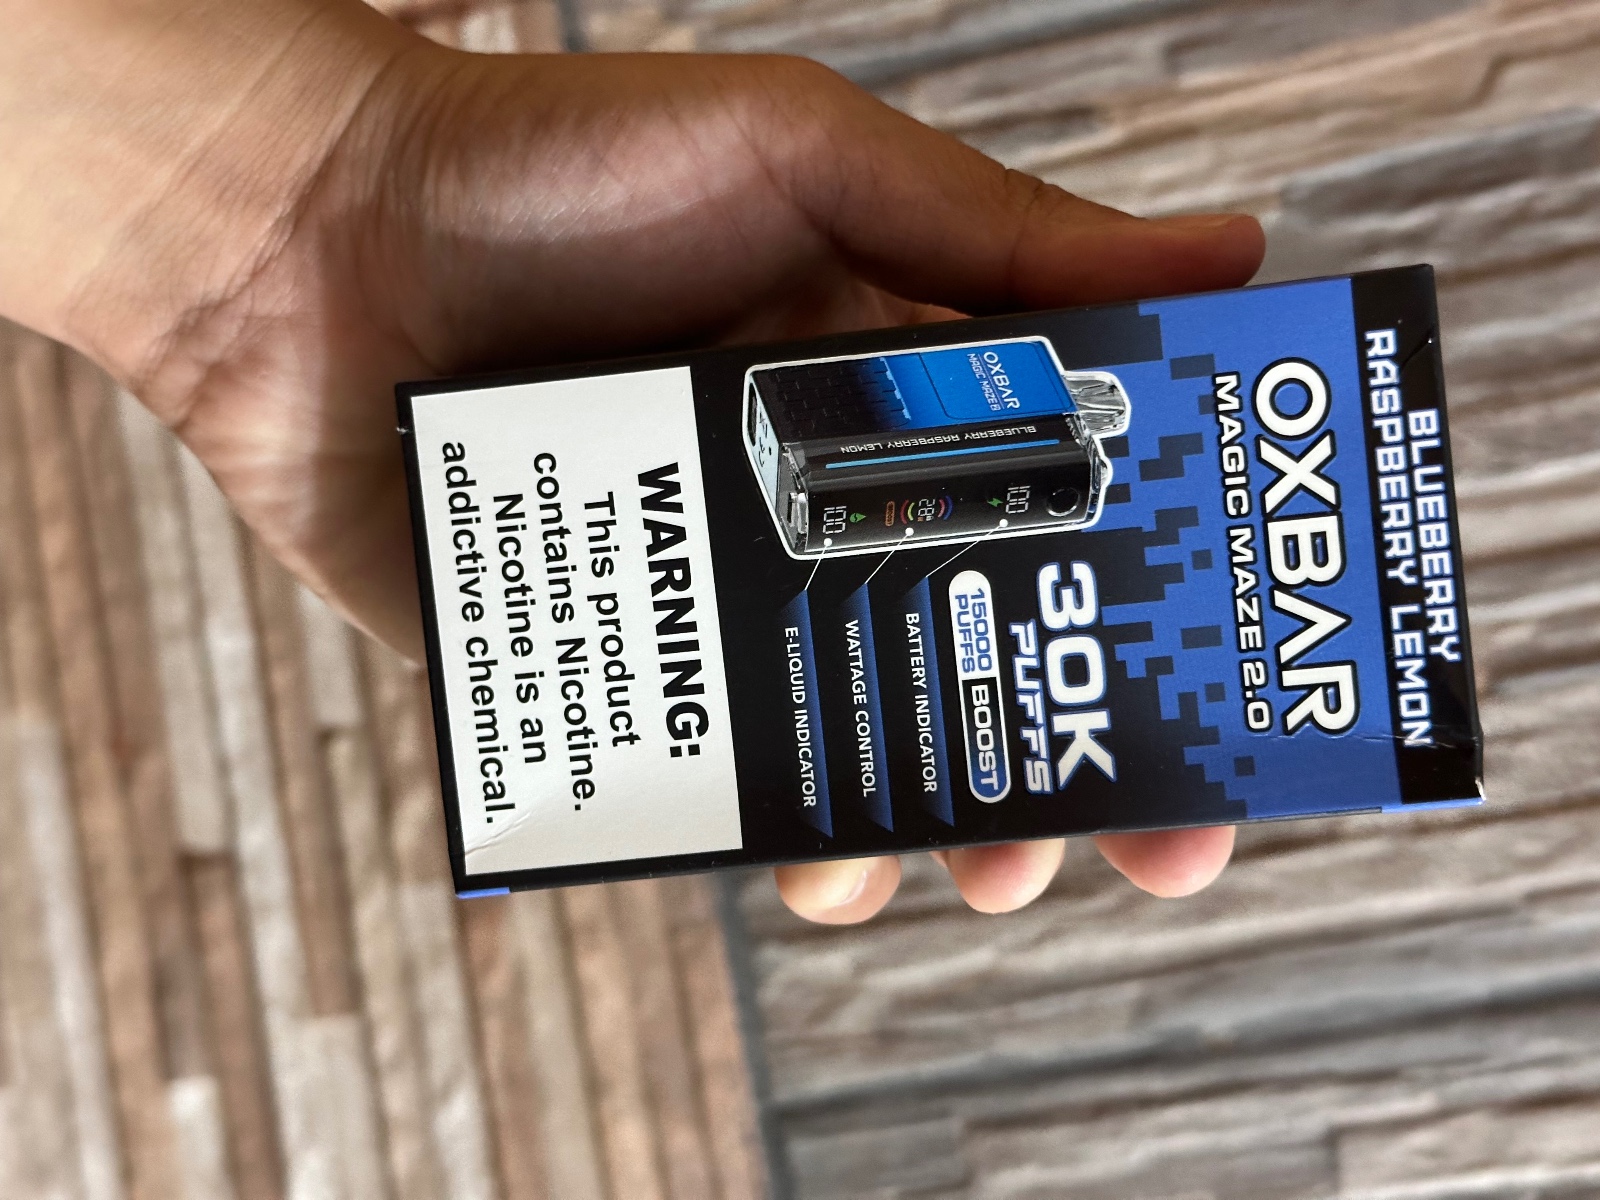 BLUEBERRY
RASPBERRY LEMON
OXBAR
MAGIC MAZE 2.0
30K
PUFFS
15000
PUFFS
BOOST
BATTERY INDICATOR
WATTAGE CONTROL
E-LIQUID INDICATOR
OXBAR
MAGIC MAZE 2
BLUEBERRY RASPBERRY LEMON
100
28
BOOST
100
WARNING:
This product
contains Nicotine.
Nicotine is an
addictive chemical.